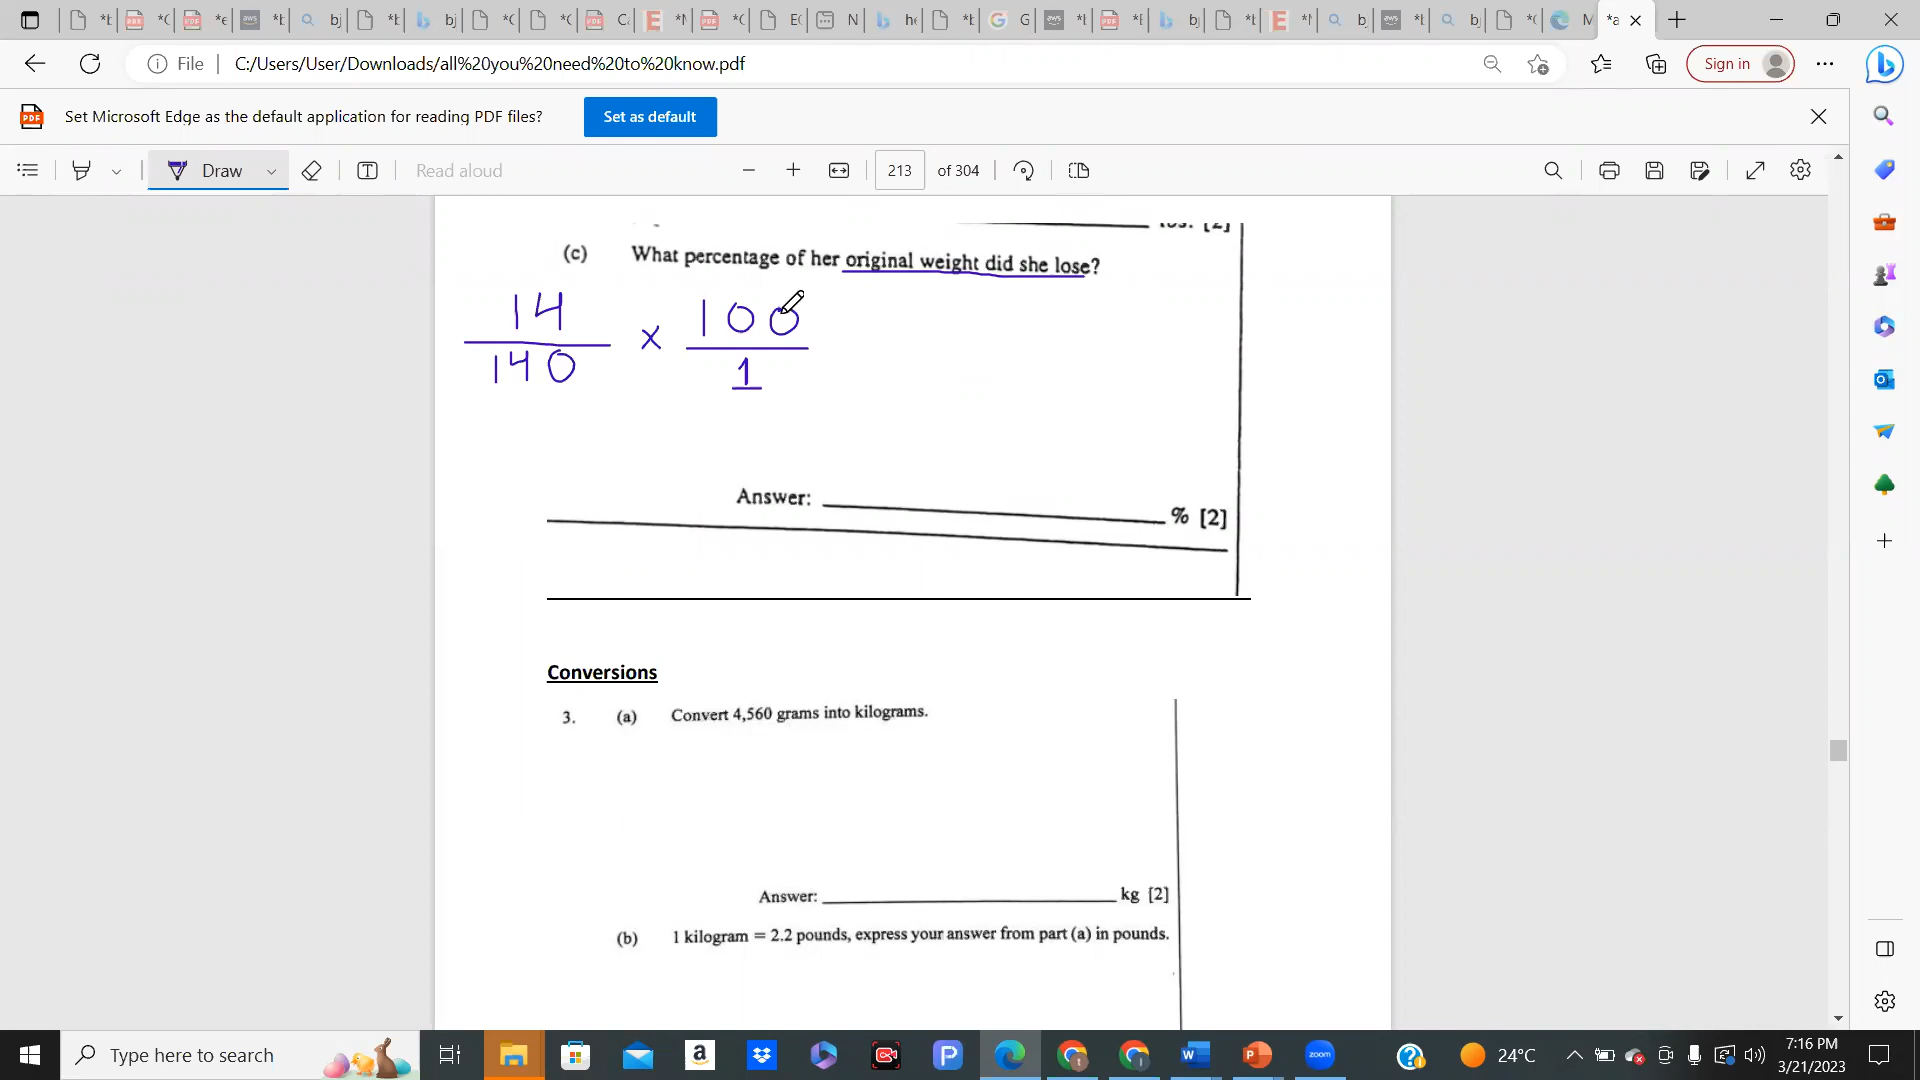 File C:/Users/User/Downloads/all%20you%20need%20to%20know.pdf Sign in
Set Microsoft Edge as the default application for reading PDF files? Set as default
Draw Read aloud 213 of 304
(c) What percentage of her original weight did she lose?
14 100
×
140 1
Answer: % [2]
Conversions
3. (a) Convert 4,560 grams into kilograms.
Answer: kg [2]
(b) 1 kilogram = 2.2 pounds, express your answer from part (a) in pounds.
Type here to search 24°C 7:16 PM
3/21/2023